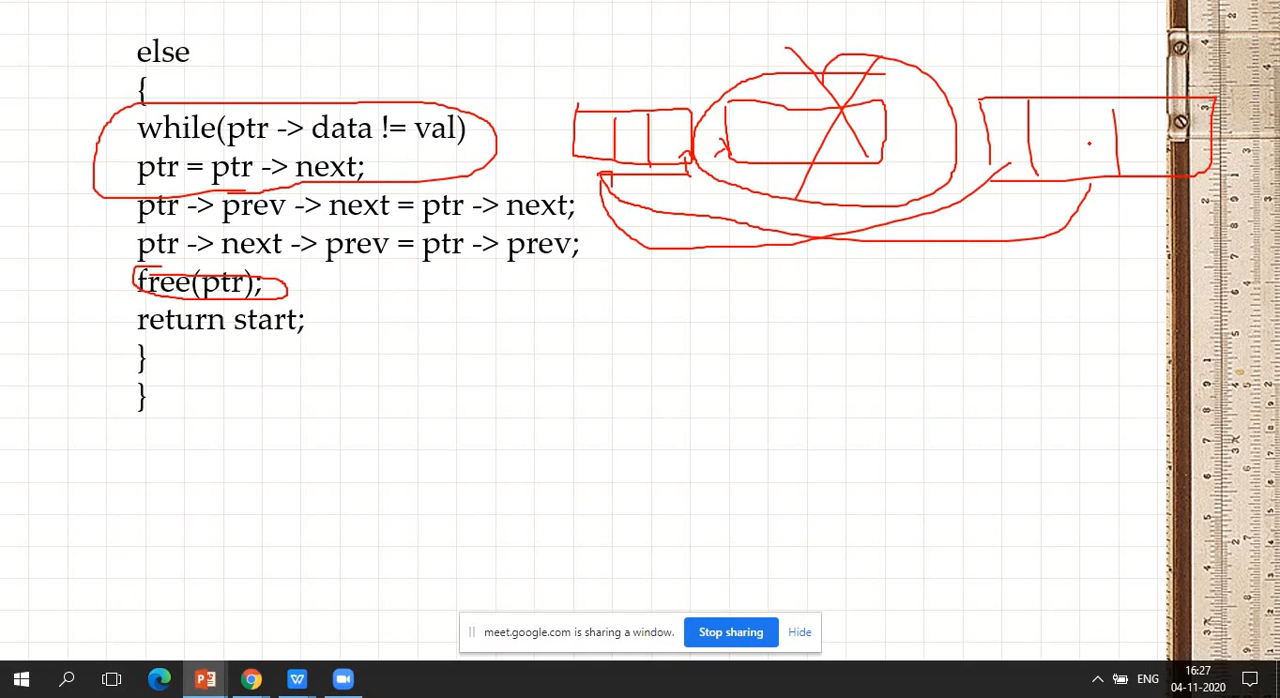 else
{
while(ptr -> data != val)
ptr = ptr -> next;
ptr -> prev -> next = ptr -> next;
ptr -> next -> prev = ptr -> prev;
free(ptr);
return start;
}
}
meet.google.com is sharing a window. Stop sharing Hide
ENG
16:27
04-11-2020